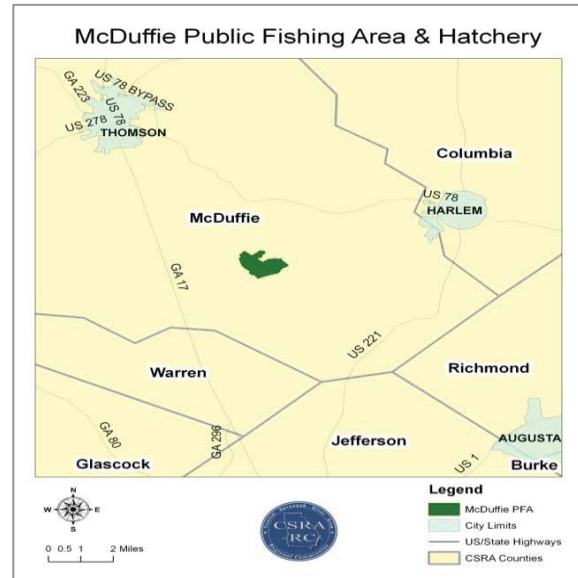 McDuffie Public Fishing Area & Hatchery
GA 223
US 78 BYPASS
US 78
US 278
THOMSON
Columbia
US 78
HARLEM
McDuffie
GA 17
US 221
Warren
Richmond
GA 80
GA 296
Jefferson
AUGUSTA
US 1
Glascock
Burke
N
W
E
S
0 0.5 1 2 Miles
CSRA
RC
Legend
McDuffie PFA
City Limits
US/State Highways
CSRA Counties